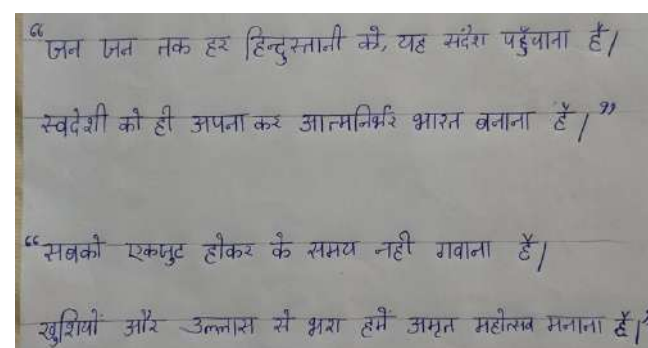 “जन जन तक हर हिन्दुस्तानी को, यह संदेश पहुँचाना है।
स्वदेशी को ही अपना कर आत्मनिर्भर भारत बनाना है।”
“सबको एकजुट होकर के समय नही गवाना है।
खुशियों और उल्लास से भरा हमें अमृत महोत्सव मनाना है।”